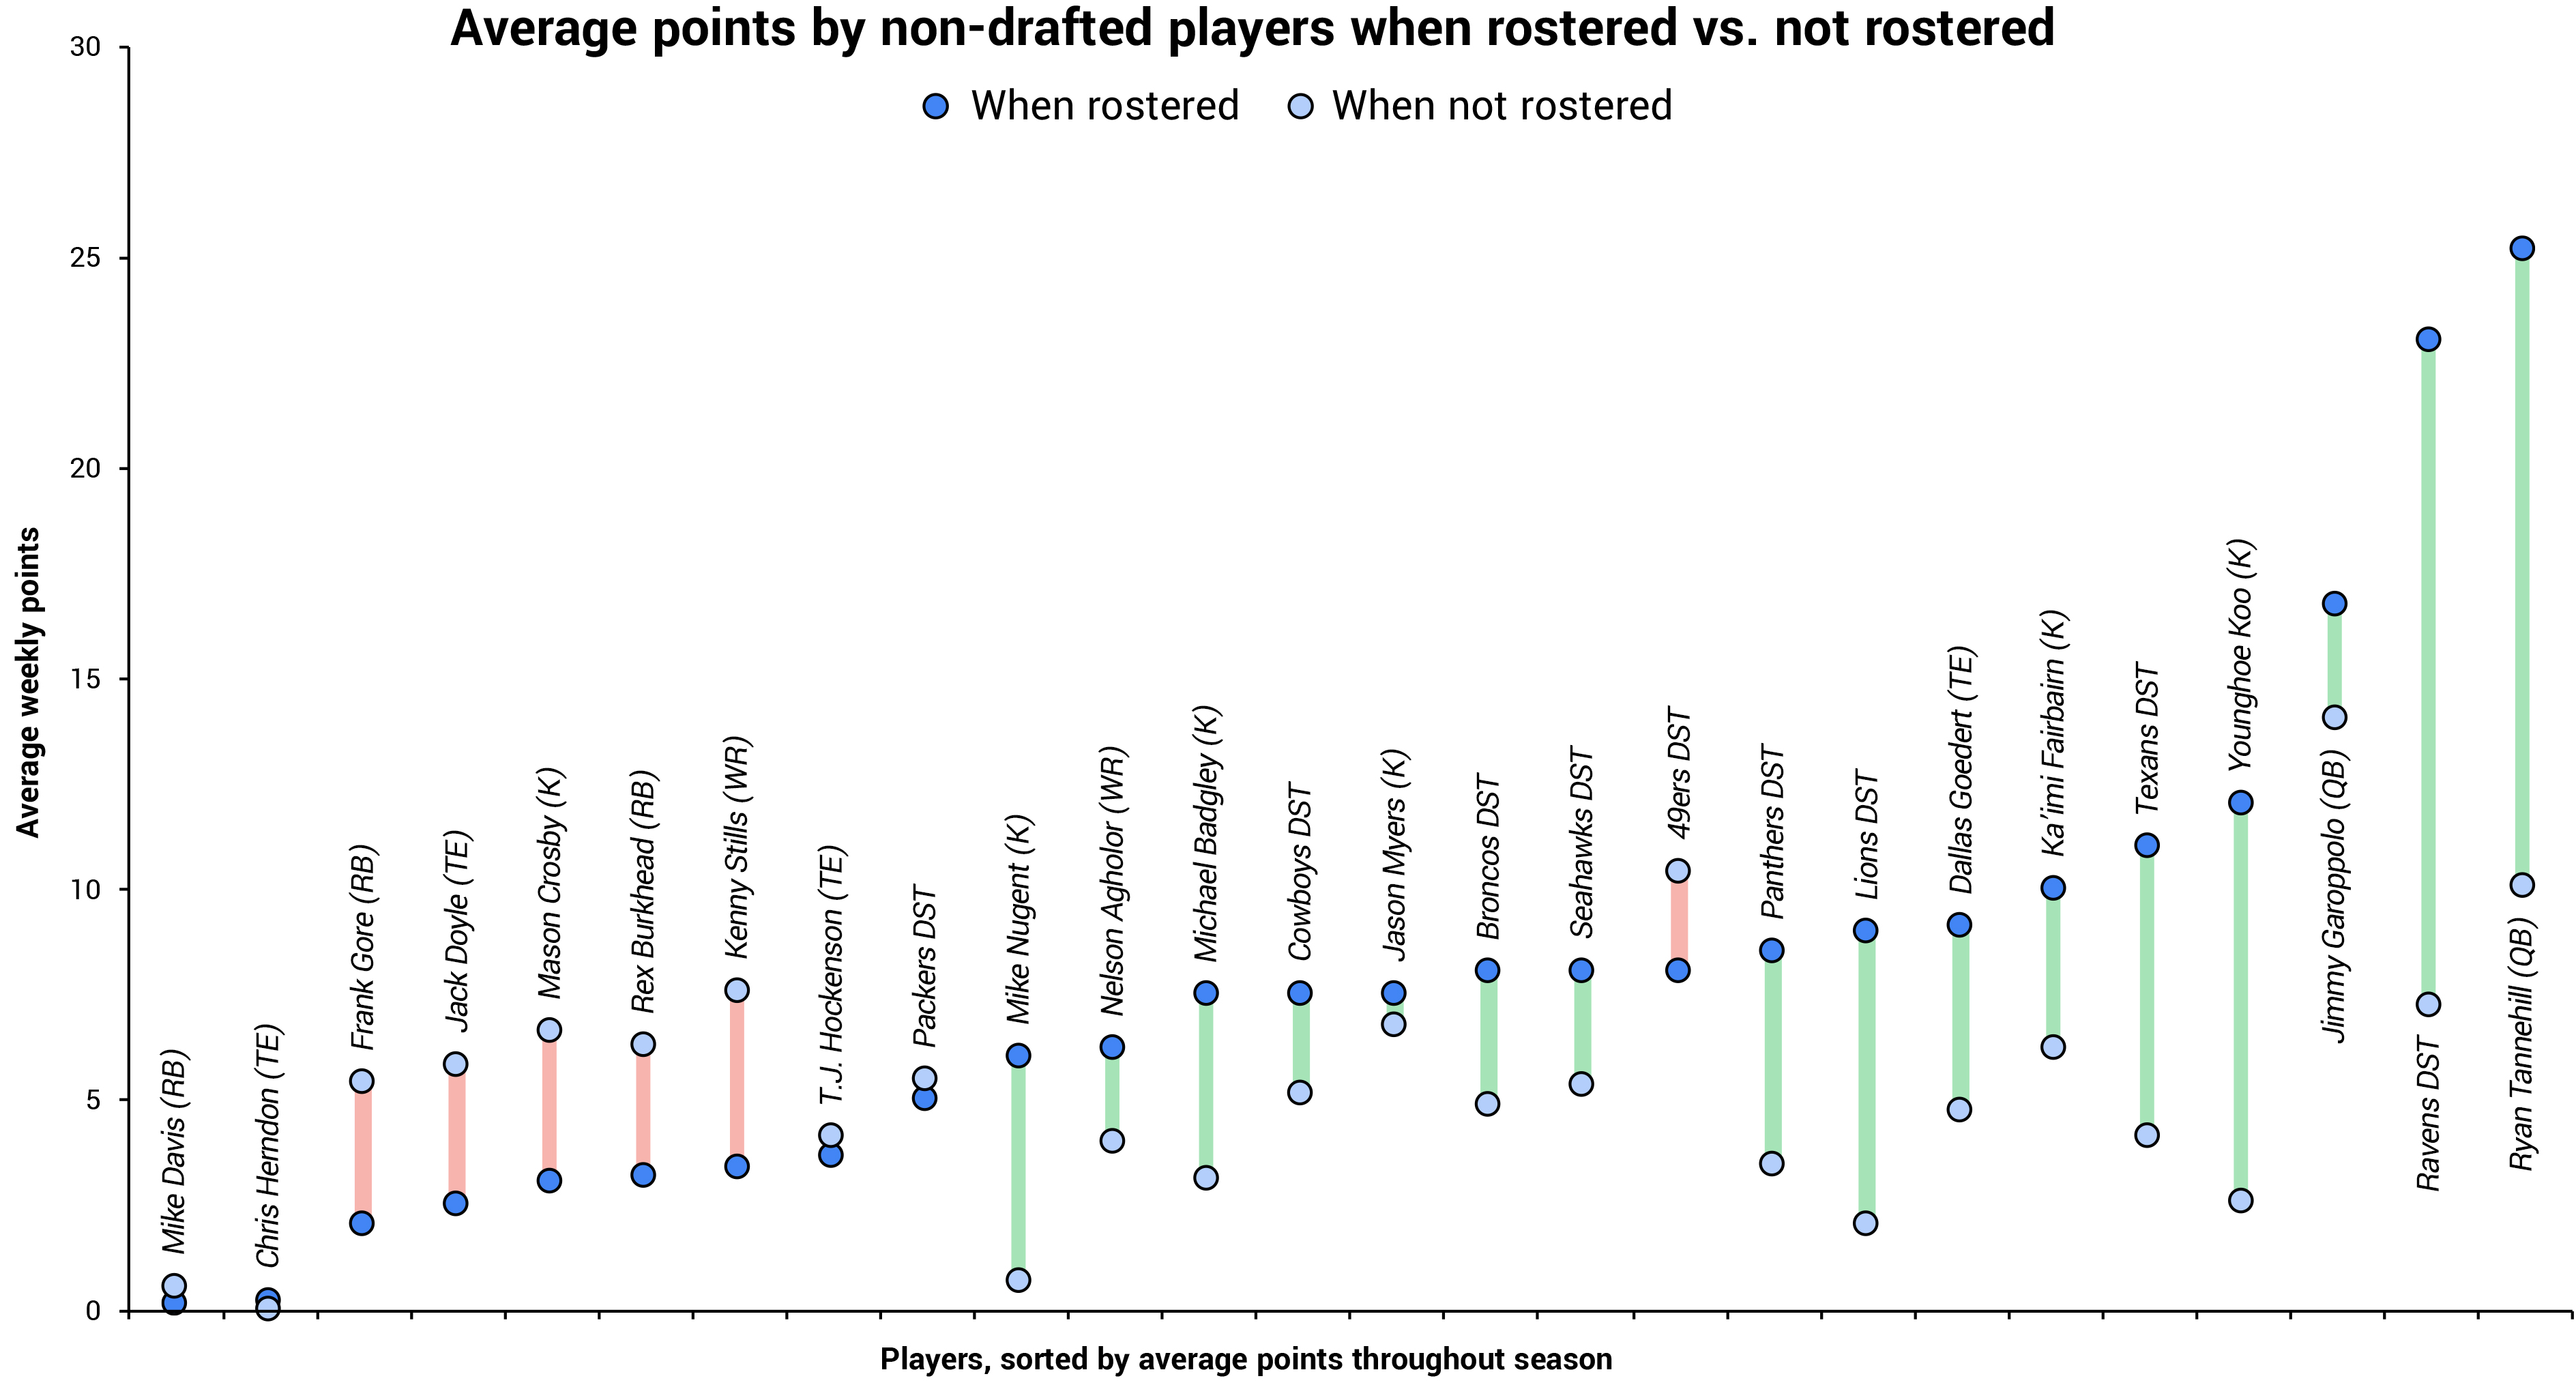 Average points by non-drafted players when rostered vs. not rostered
When rostered
When not rostered
30
25
20
15
10
5
0
Average weekly points
Mike Davis (RB)
Chris Herndon (TE)
Frank Gore (RB)
Jack Doyle (TE)
Mason Crosby (K)
Rex Burkhead (RB)
Kenny Stills (WR)
T.J. Hockenson (TE)
Packers DST
Mike Nugent (K)
Nelson Agholor (WR)
Michael Badgley (K)
Cowboys DST
Jason Myers (K)
Broncos DST
Seahawks DST
49ers DST
Panthers DST
Lions DST
Dallas Goedert (TE)
Ka'imi Fairbairn (K)
Texans DST
Younghoe Koo (K)
Jimmy Garoppolo (QB)
Ravens DST
Ryan Tannehill (QB)
Players, sorted by average points throughout season